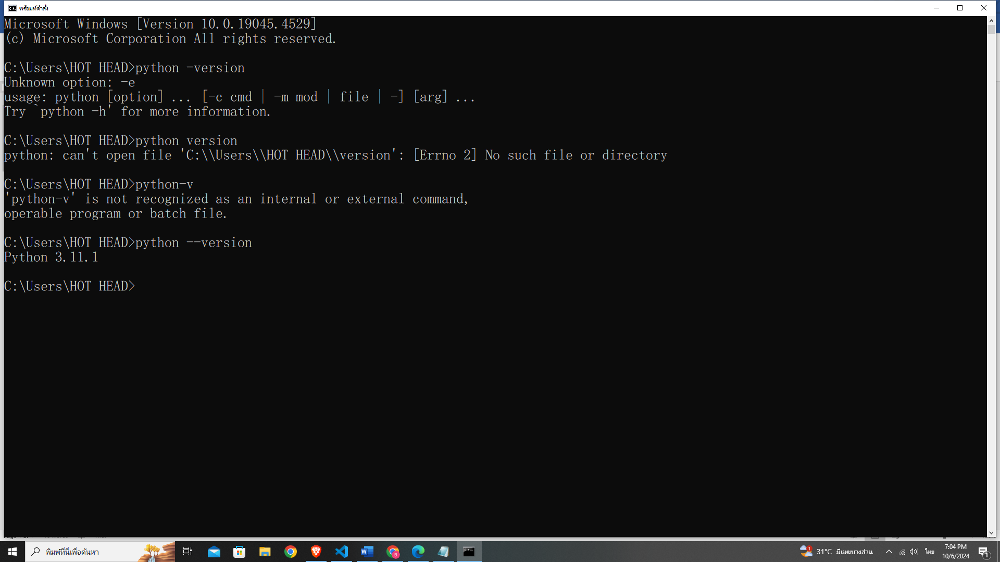 พร้อมท์คำสั่ง
Microsoft Windows [Version 10.0.19045.4529]
(c) Microsoft Corporation All rights reserved.
C:\Users\HOT HEAD>python -version
Unknown option: -e
usage: python [option] ... [-c cmd | -m mod | file | -] [arg] ...
Try `python -h' for more information.
C:\Users\HOT HEAD>python version
python: can't open file 'C:\\Users\\HOT HEAD\\version': [Errno 2] No such file or directory
C:\Users\HOT HEAD>python-v
'python-v' is not recognized as an internal or external command,
operable program or batch file.
C:\Users\HOT HEAD>python --version
Python 3.11.1
C:\Users\HOT HEAD>
พิมพ์ที่นี่เพื่อค้นหา
31°C มีเมฆบางส่วน
ไทย
7:04 PM
10/6/2024